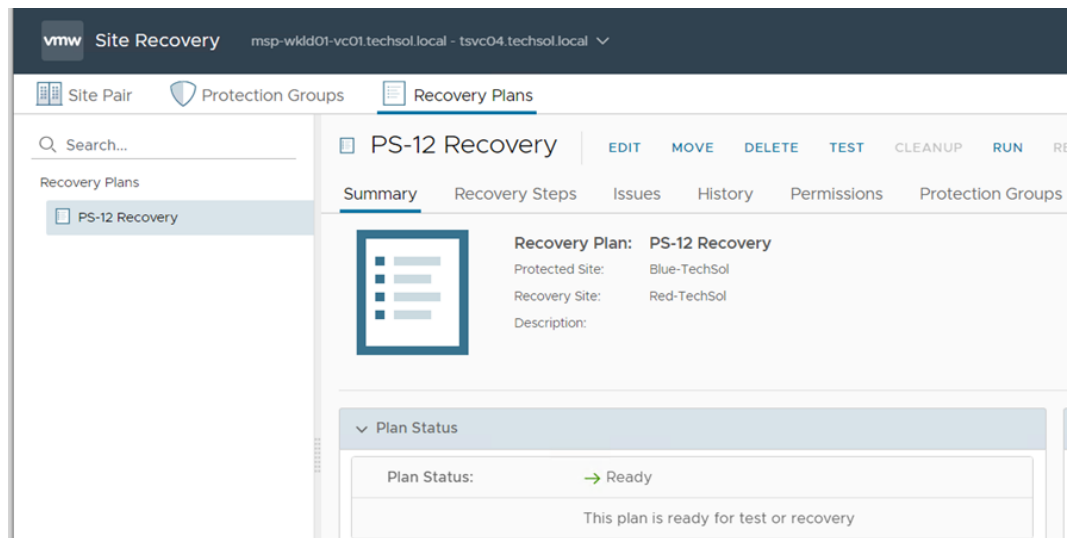 vmw Site Recovery msp-wkld01-vc01.techsol.local - tsvc04.techsol.local
Site Pair Protection Groups Recovery Plans
Search...
Recovery Plans
PS-12 Recovery
PS-12 Recovery EDIT MOVE DELETE TEST CLEANUP RUN RE
Summary Recovery Steps Issues History Permissions Protection Groups
Recovery Plan: PS-12 Recovery
Protected Site: Blue-TechSol
Recovery Site: Red-TechSol
Description:
Plan Status
Plan Status: Ready
This plan is ready for test or recovery